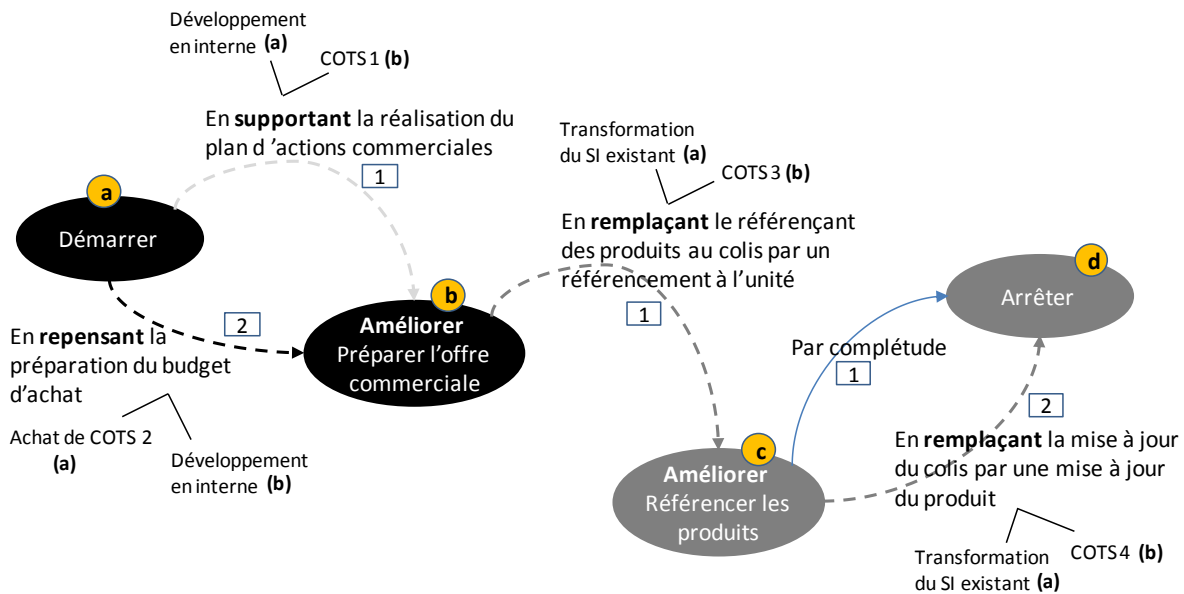 Développement
en interne (a)
COTS 1 (b)
En supportant la réalisation du
plan d ’actions commerciales
1
a
Démarrer
2
En repensant la
préparation du budget
d’achat
Achat de COTS 2
(a)
Développement
en interne (b)
b
Améliorer
Préparer l’offre
commerciale
Transformation
du SI existant (a)
COTS 3 (b)
En remplaçant le référençant
des produits au colis par un
référencement à l’unité
1
c
Améliorer
Référencer les
produits
d
Arrêter
Par complétude
1
2
En remplaçant la mise à jour
du colis par une mise à jour
du produit
Transformation
du SI existant (a)
COTS 4 (b)